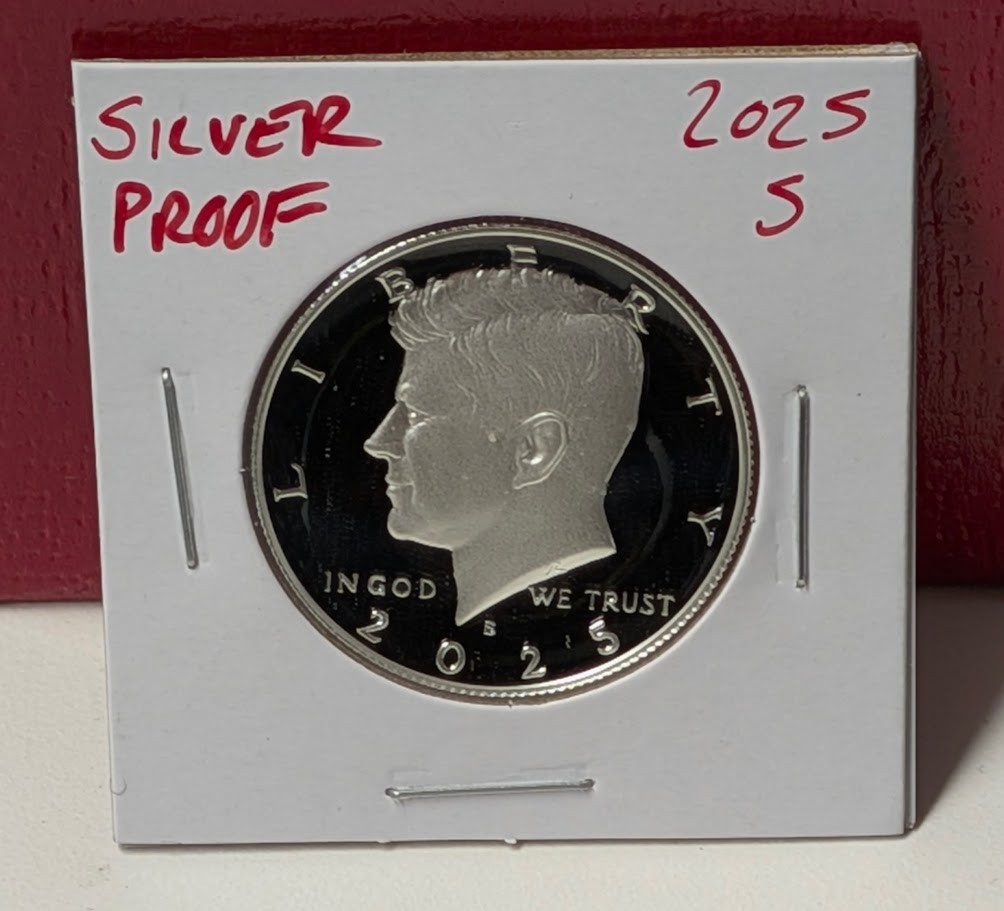 SILVER
PROOF
2025
S
LIBERTY
IN GOD WE TRUST
S
2025